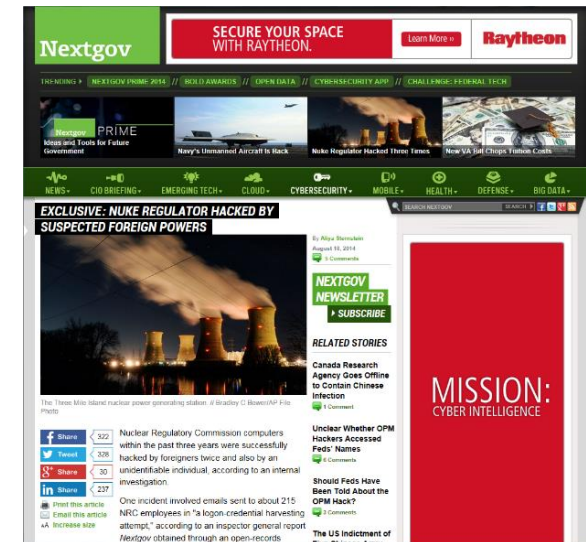 Nextgov
SECURE YOUR SPACE
WITH RAYTHEON.
Learn More »
Raytheon
TRENDING NEXTGOV PRIME 2014 // BOLD AWARDS // OPEN DATA // CYBERSECURITY APP // CHALLENGE: FEDERAL TECH
Nextgov PRIME
Ideas and Tools for Future
Government
Navy's Unmanned Aircraft Is Back
Nuke Regulator Hacked Three Times
New VA Bill Chops Tuition Costs
NEWS
CIO BRIEFING
EMERGING TECH
CLOUD
CYBERSECURITY
MOBILE
HEALTH
DEFENSE
BIG DATA
SEARCH NEXTGOV
SEARCH
EXCLUSIVE: NUKE REGULATOR HACKED BY
SUSPECTED FOREIGN POWERS
The Three Mile Island nuclear power generating station. // Bradley C Bower/AP File
Photo
Share 322
Tweet 328
Share 30
Share 237
Print this article
Email this article
Increase size
Nuclear Regulatory Commission computers
within the past three years were successfully
hacked by foreigners twice and also by an
unidentifiable individual, according to an internal
investigation.
One incident involved emails sent to about 215
NRC employees in "a logon-credential harvesting
attempt," according to an inspector general report
Nextgov obtained through an open-records
By Aliya Sternstein
August 18, 2014
5 Comments
NEXTGOV
NEWSLETTER
SUBSCRIBE
RELATED STORIES
Canada Research
Agency Goes Offline
to Contain Chinese
Infection
1 Comment
Unclear Whether OPM
Hackers Accessed
Feds' Names
Comments
Should Feds Have
Been Told About the
OPM Hack?
Comments
The US Indictment of
MISSION:
CYBER INTELLIGENCE